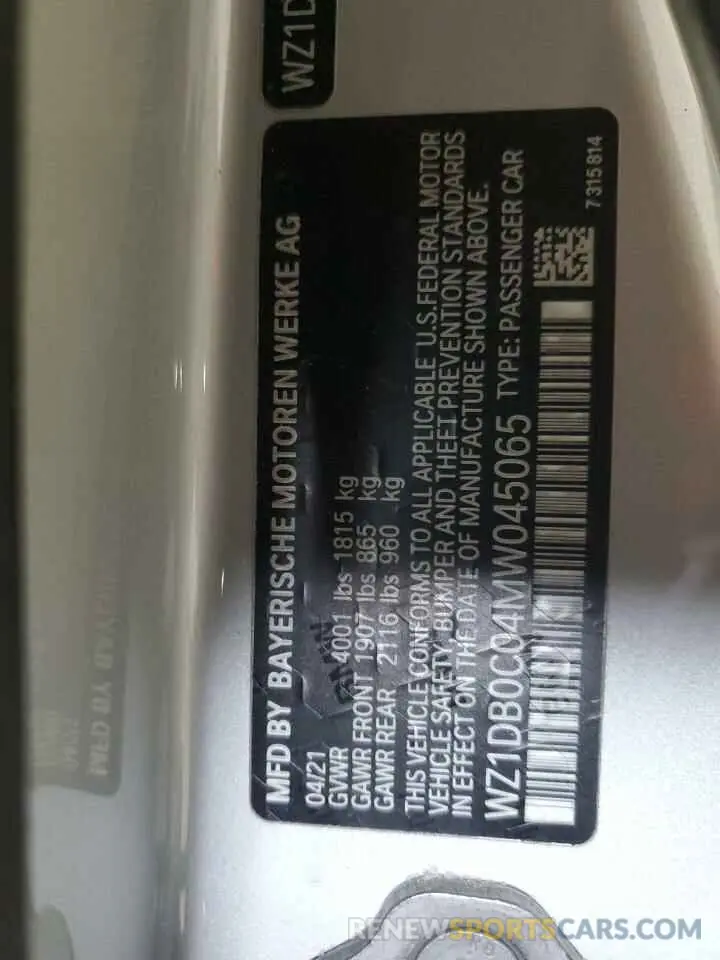 WZ1D
MFD BY BAYERISCHE MOTOREN WERKE AG
04/21
GVWR 4001 lbs 1815 kg
GAWR FRONT 1907 lbs 865 kg
GAWR REAR 2116 lbs 960 kg
THIS VEHICLE CONFORMS TO ALL APPLICABLE U.S.FEDERAL MOTOR
VEHICLE SAFETY, BUMPER AND THEFT PREVENTION STANDARDS
IN EFFECT ON THE DATE OF MANUFACTURE SHOWN ABOVE.
WZ1DB0C04MW045065 TYPE: PASSENGER CAR
7315814
RENEWSPORTSCARS.COM